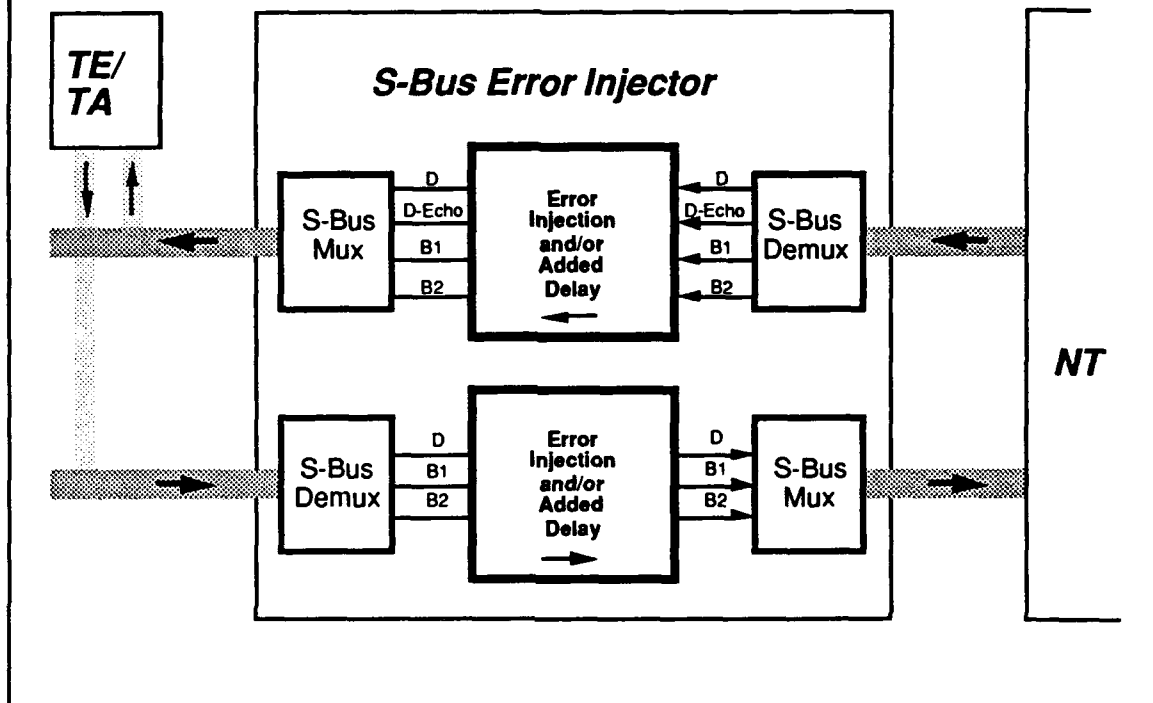 TE/
TA
S-Bus Error Injector
S-Bus
Mux
D
D-Echo
B1
B2
Error
Injection
and/or
Added
Delay
D
D-Echo
B1
B2
S-Bus
Demux
NT
S-Bus
Demux
D
B1
B2
Error
Injection
and/or
Added
Delay
D
B1
B2
S-Bus
Mux